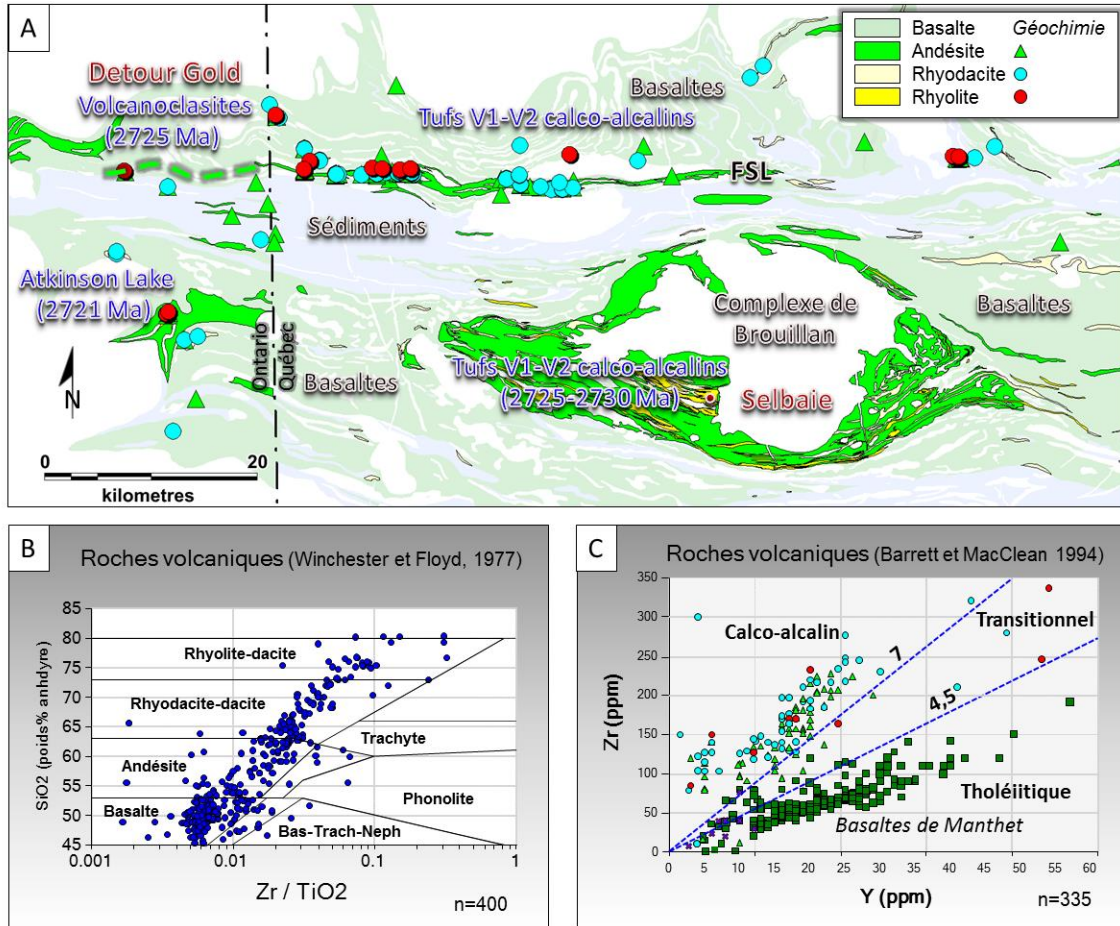 A
Basalte
Géochimie
Andésite
Rhyodacite
Rhyolite
Detour Gold
Volcanoclasites
(2725 Ma)
Basaltes
Tufs V1-V2 calco-alcalins
FSL
Sédiments
Atkinson Lake
(2721 Ma)
Complexe de
Brouillan
Basaltes
Ontario
Québec
Basaltes
Tufs V1-V2 calco-alcalins
(2725-2730 Ma)
Selbaie
N
0 20
kilometres
B
Roches volcaniques (Winchester et Floyd, 1977)
SiO2 (poids% anhdyre)
85
80
75
70
65
60
55
50
45
Rhyolite-dacite
Rhyodacite-dacite
Trachyte
Andésite
Phonolite
Basalte
Bas-Trach-Neph
0.001 0.01 0.1 1
Zr / TiO2
n=400
C
Roches volcaniques (Barrett et MacClean 1994)
Zr (ppm)
350
300
250
200
150
100
50
0
Calco-alcalin
7
Transitionnel
4,5
Tholéiitique
Basaltes de Manthet
0 5 10 15 20 25 30 35 40 45 50 55 60
Y (ppm)
n=335